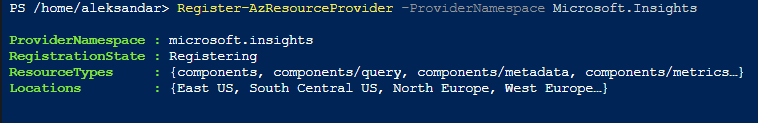 PS /home/aleksandar> Register-AzResourceProvider -ProviderNamespace Microsoft.Insights
ProviderNamespace : microsoft.insights
RegistrationState : Registering
ResourceTypes     : {components, components/query, components/metadata, components/metrics…}
Locations         : {East US, South Central US, North Europe, West Europe…}